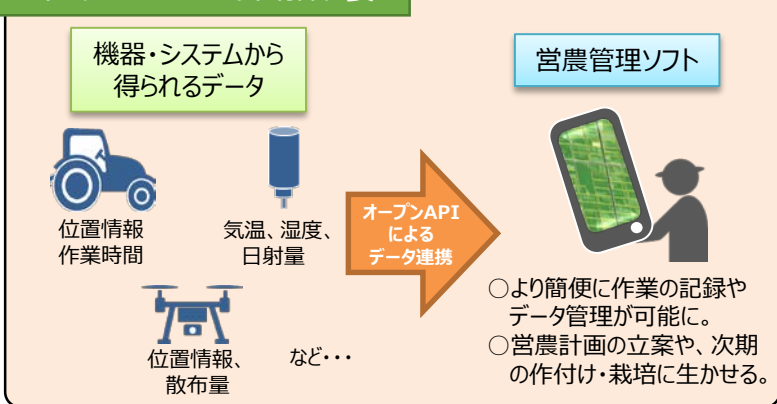 機器・システムから
得られるデータ
営農管理ソフト
位置情報
作業時間
気温、湿度、
日射量
オープンAPI
による
データ連携
位置情報、
散布量
など・・・
○より簡便に作業の記録や
データ管理が可能に。
○営農計画の立案や、次期
の作付け・栽培に生かせる。